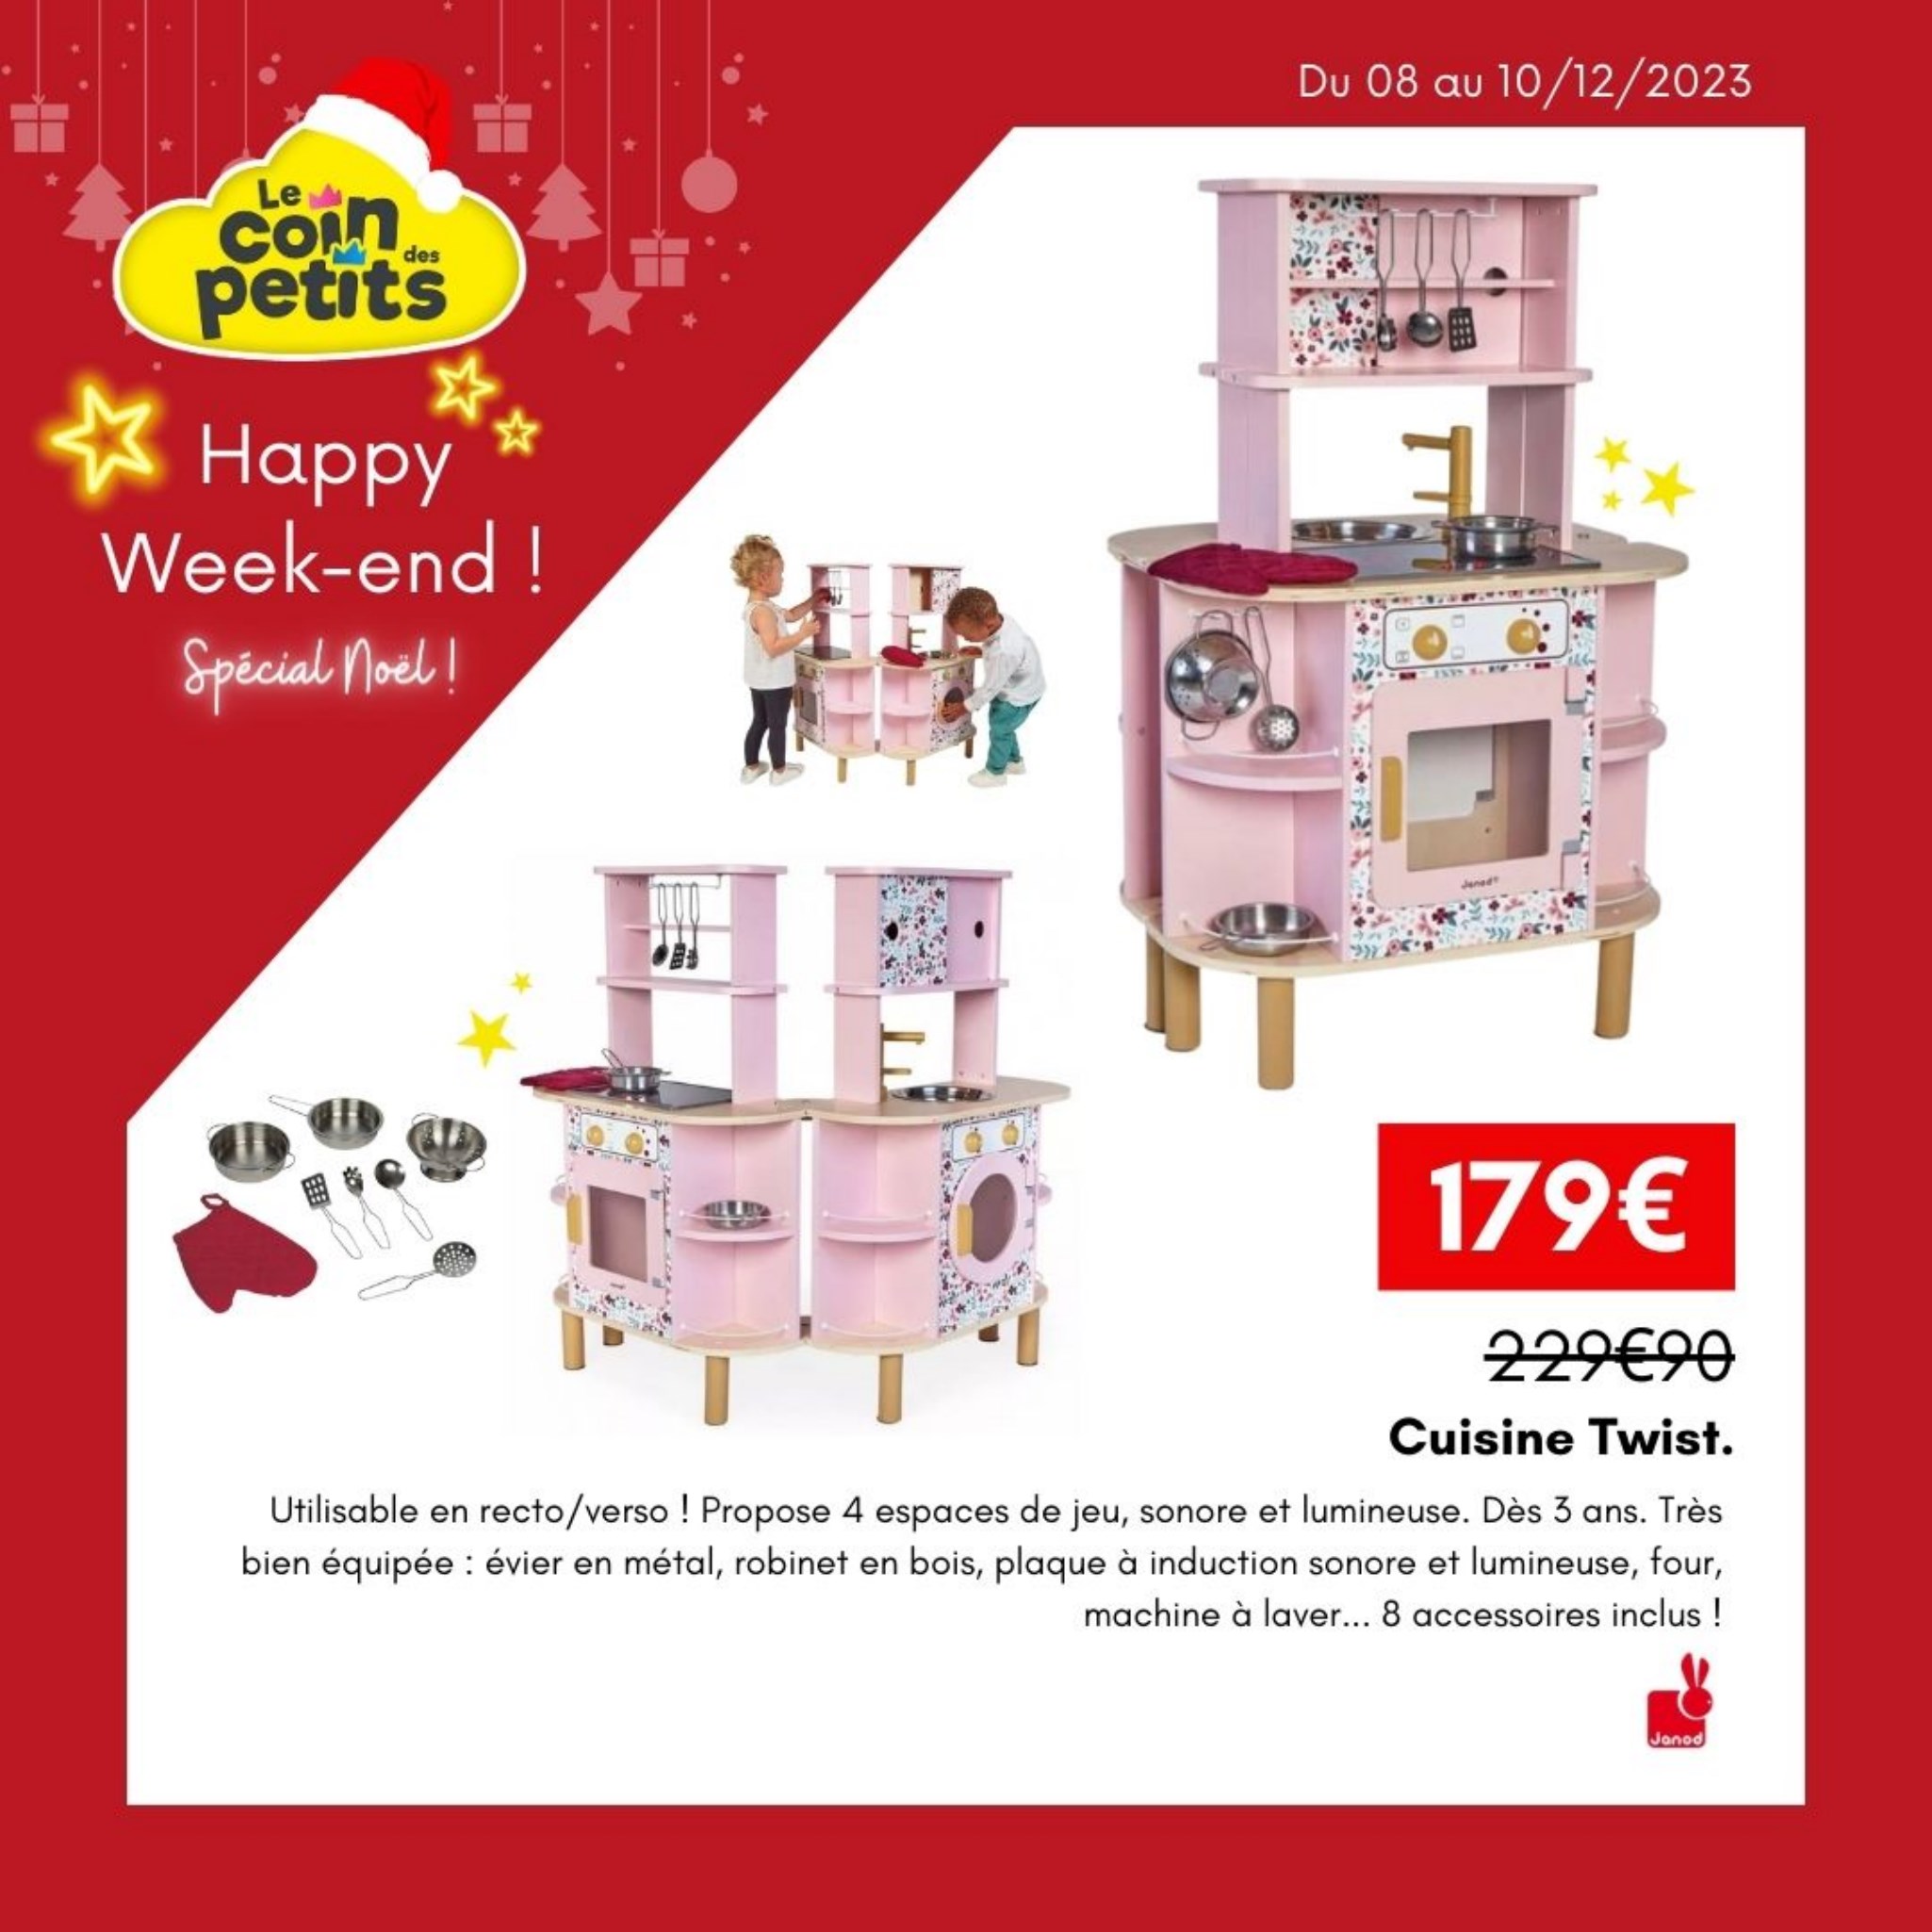 Du 08 au 10/12/2023
Le
coin
des
petits
Happy
Week-end !
Spécial Noël !
Janod
179€
229€90
Cuisine Twist.
Utilisable en recto/verso ! Propose 4 espaces de jeu, sonore et lumineuse. Dès 3 ans. Très
bien équipée : évier en métal, robinet en bois, plaque à induction sonore et lumineuse, four,
machine à laver... 8 accessoires inclus !
Janod